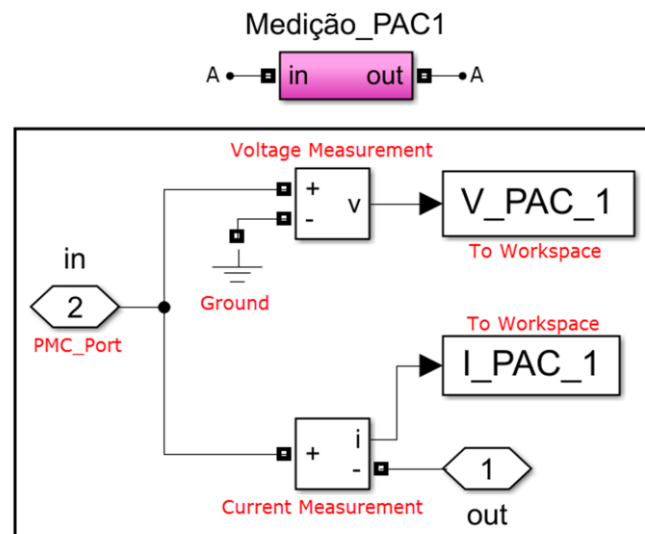 Medição_PAC1
A in out A
Voltage Measurement
+
-
v
V_PAC_1
To Workspace
in
2
PMC_Port
Ground
To Workspace
I_PAC_1
+
i
-
1
Current Measurement
out